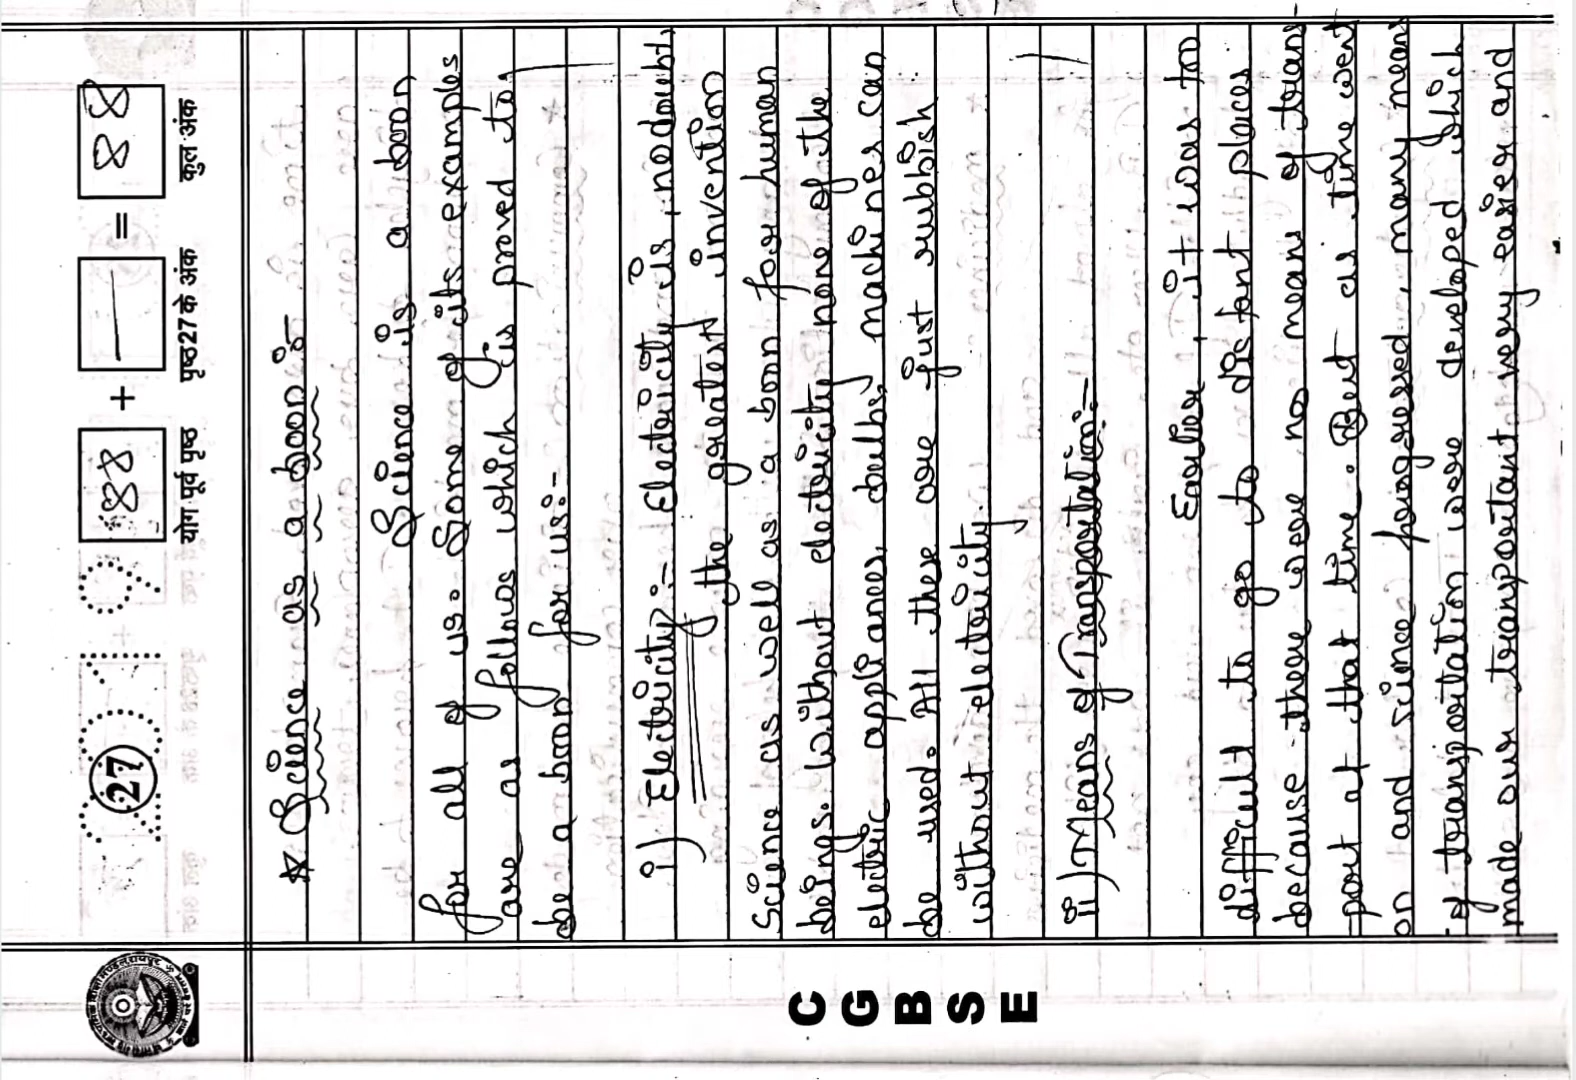 27
88 + — = 88
योग पूर्व पृष्ठ पृष्ठ 27 के अंक कुल अंक
* Science as a boon :-
Science is a boon
for all of us. Some of its examples
are as follows which is proved to
be a boon for us:-
i) Electricity:- Electricity is, no doubt,
the greatest invention
of
Science as well as a boon for human
beings. Without electricity none of the
electric appliances, bulbs, machines can
be used. All these are just rubbish
without electricity.
ii) Means of Transportation:-
Earlier, it was too
difficult to go to distant places
because there were no means of trans-
-port at that time. But as time went
on and science progressed, many means
of transportation were developed which
made our transportant very easier and
CGBSE